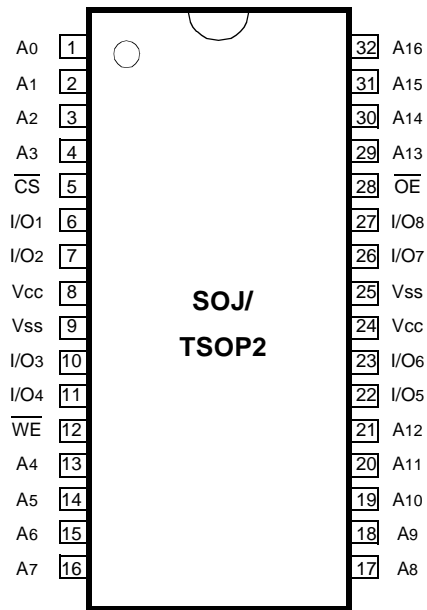 A0 1 32 A16
A1 2 31 A15
A2 3 30 A14
A3 4 29 A13
C̅S̅ 5 28 O̅E̅
I/O1 6 27 I/O8
I/O2 7 26 I/O7
Vcc 8 25 Vss
SOJ/
Vss 9 24 Vcc
TSOP2
I/O3 10 23 I/O6
I/O4 11 22 I/O5
W̅E̅ 12 21 A12
A4 13 20 A11
A5 14 19 A10
A6 15 18 A9
A7 16 17 A8